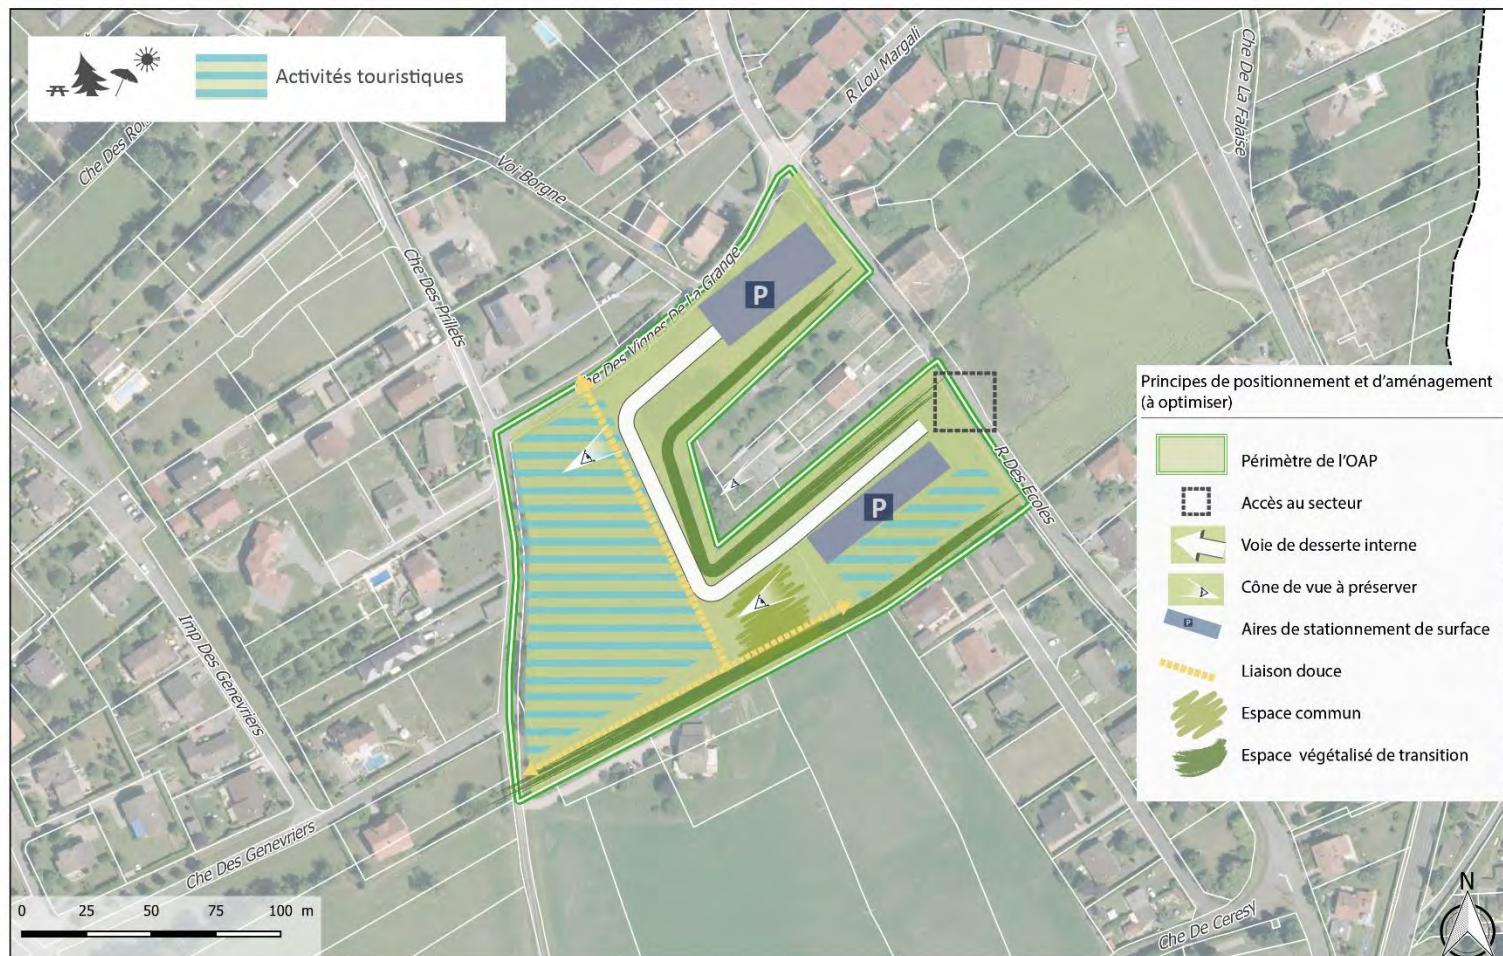 Activités touristiques
R Lou Margali
Che De La Falaise
Voi Borgne
Che Des Prillets
Che Des Vignes De La Grange
P
Principes de positionnement et d'aménagement
(à optimiser)
Périmètre de l'OAP
Accès au secteur
Voie de desserte interne
Cône de vue à préserver
P
Aires de stationnement de surface
Liaison douce
Espace commun
Espace végétalisé de transition
R Des Ecoles
P
Imp Des Genevriers
Che Des Genevriers
Che De Ceresy
0 25 50 75 100 m
N